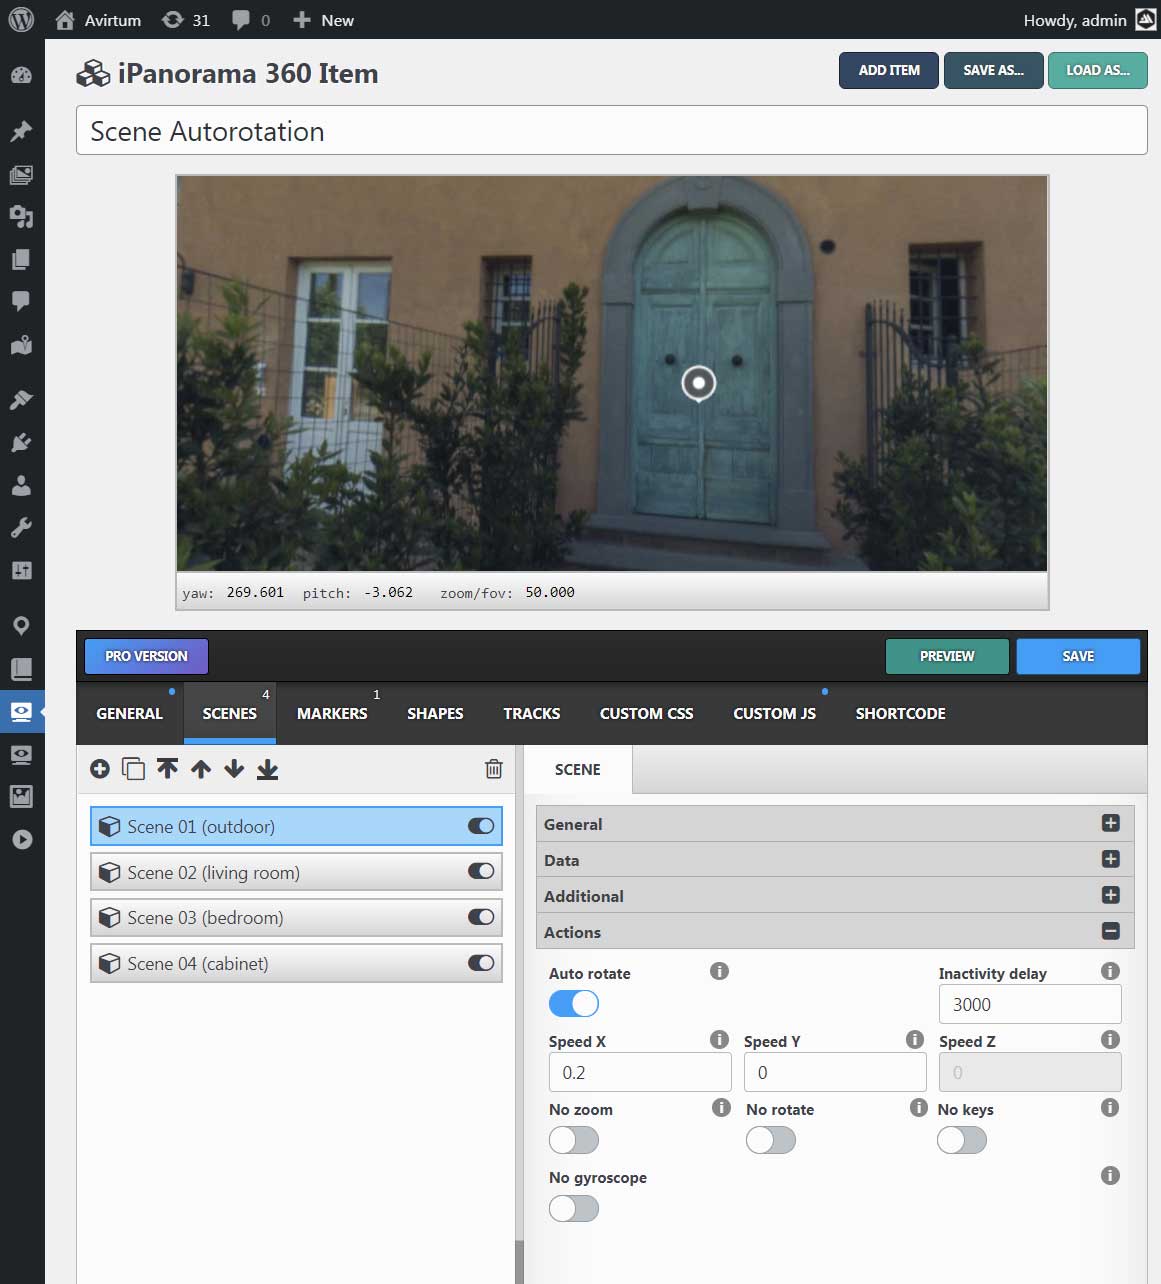 Avirtum 31 0 New Howdy, admin
iPanorama 360 Item ADD ITEM SAVE AS... LOAD AS...
Scene Autorotation
yaw: 269.601 pitch: -3.062 zoom/fov: 50.000
PRO VERSION PREVIEW SAVE
GENERAL SCENES 4 MARKERS 1 SHAPES TRACKS CUSTOM CSS CUSTOM JS SHORTCODE
SCENE
Scene 01 (outdoor)
Scene 02 (living room)
Scene 03 (bedroom)
Scene 04 (cabinet)
General
Data
Additional
Actions
Auto rotate Inactivity delay
3000
Speed X Speed Y Speed Z
0.2 0 0
No zoom No rotate No keys
No gyroscope